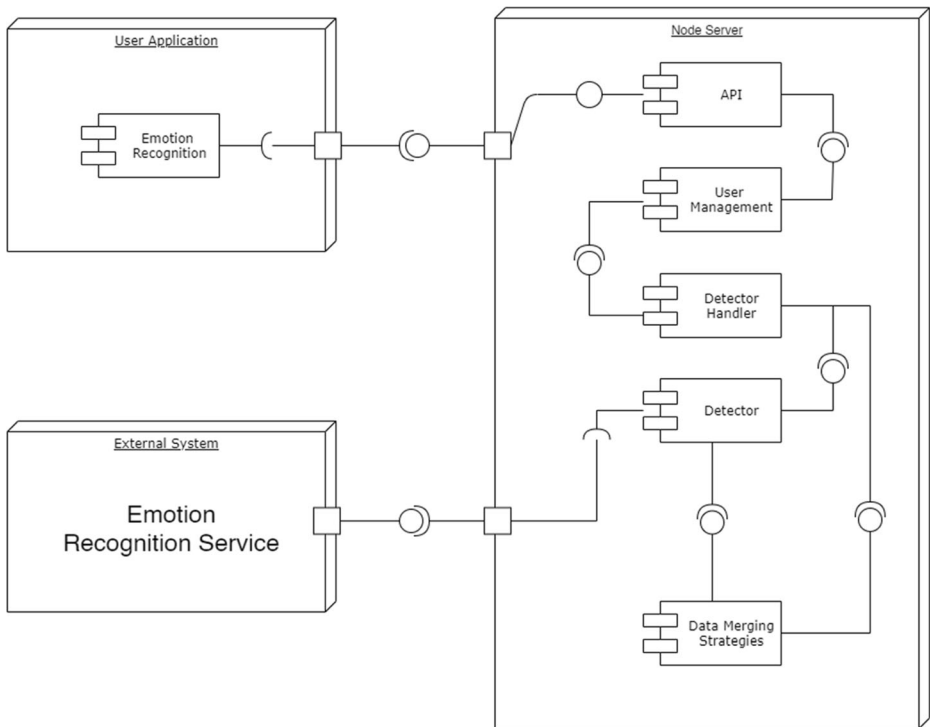 User Application
Emotion
Recognition
Node Server
API
User
Management
Detector
Handler
Detector
Data Merging
Strategies
External System
Emotion
Recognition Service